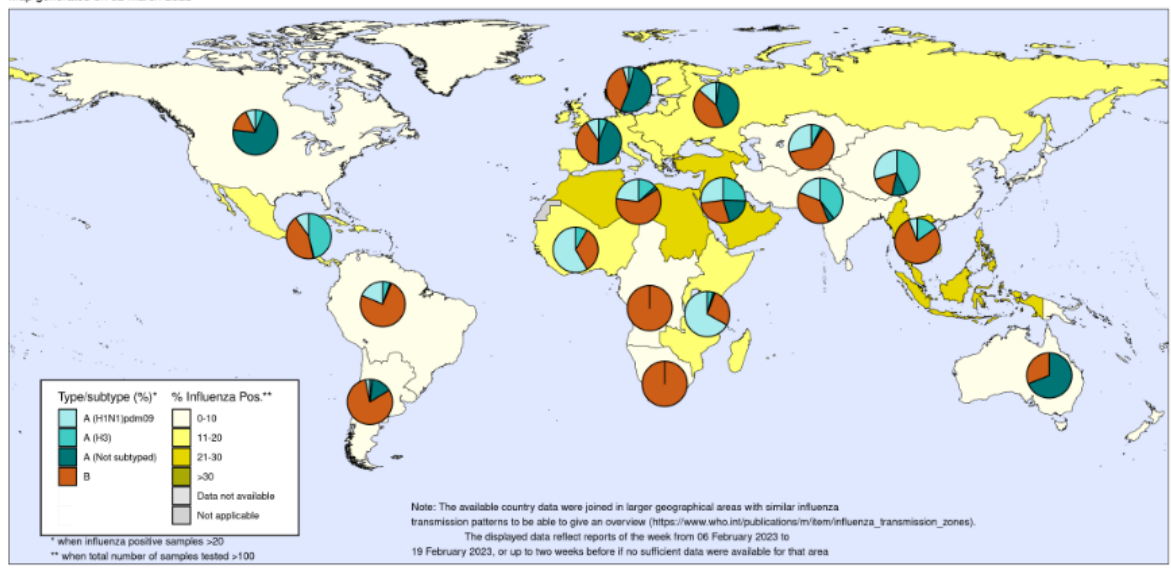 Type/subtype (%)* % Influenza Pos.**
A (H1N1)pdm09 0-10
A (H3) 11-20
A (Not subtyped) 21-30
B >30
Data not available
Not applicable
* when influenza positive samples >20
** when total number of samples tested >100
Note: The available country data were joined in larger geographical areas with similar influenza
transmission patterns to be able to give an overview (https://www.who.int/publications/m/item/influenza_transmission_zones).
The displayed data reflect reports of the week from 06 February 2023 to
19 February 2023, or up to two weeks before if no sufficient data were available for that area